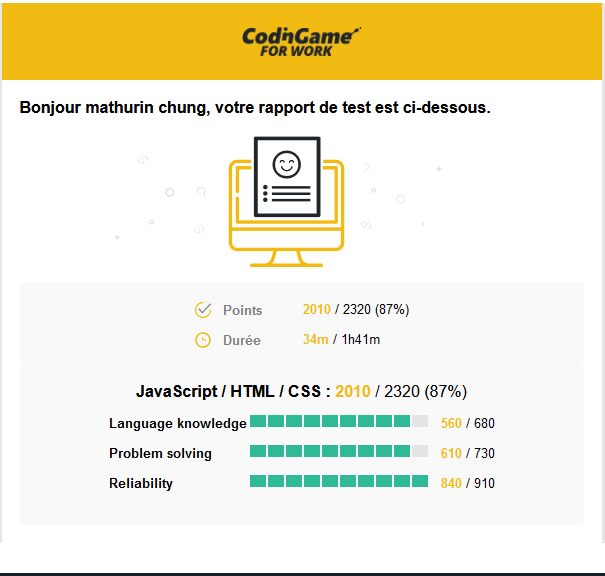 CodinGame
FOR WORK
Bonjour mathurin chung, votre rapport de test est ci-dessous.
Points 2010 / 2320 (87%)
Durée 34m / 1h41m
JavaScript / HTML / CSS : 2010 / 2320 (87%)
Language knowledge 560 / 680
Problem solving 610 / 730
Reliability 840 / 910